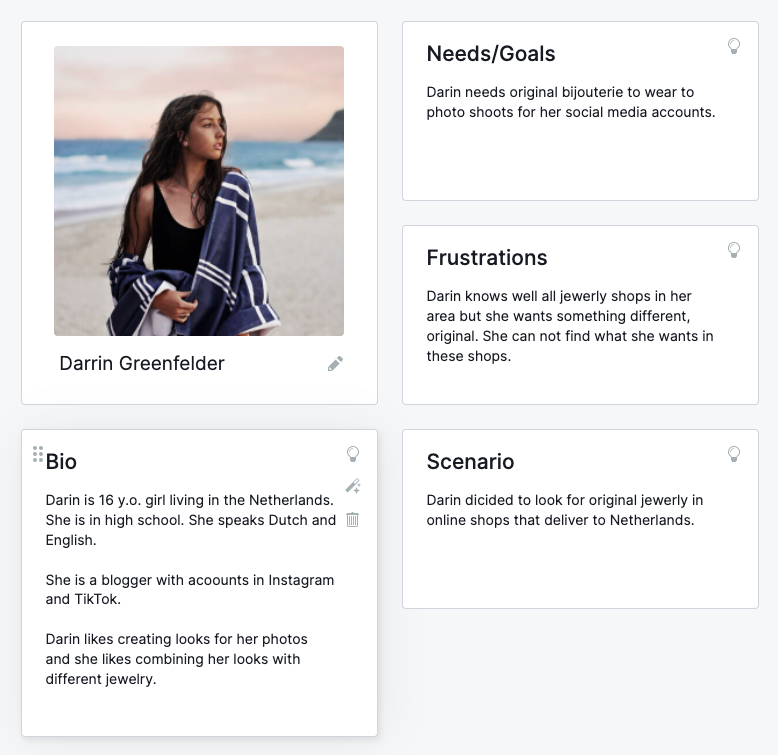 Darrin Greenfelder
Bio
Darin is 16 y.o. girl living in the Netherlands.
She is in high school. She speaks Dutch and
English.
She is a blogger with acoounts in Instagram
and TikTok.
Darin likes creating looks for her photos
and she likes combining her looks with
different jewelry.
Needs/Goals
Darin needs original bijouterie to wear to
photo shoots for her social media accounts.
Frustrations
Darin knows well all jewerly shops in her
area but she wants something different,
original. She can not find what she wants in
these shops.
Scenario
Darin dicided to look for original jewerly in
online shops that deliver to Netherlands.